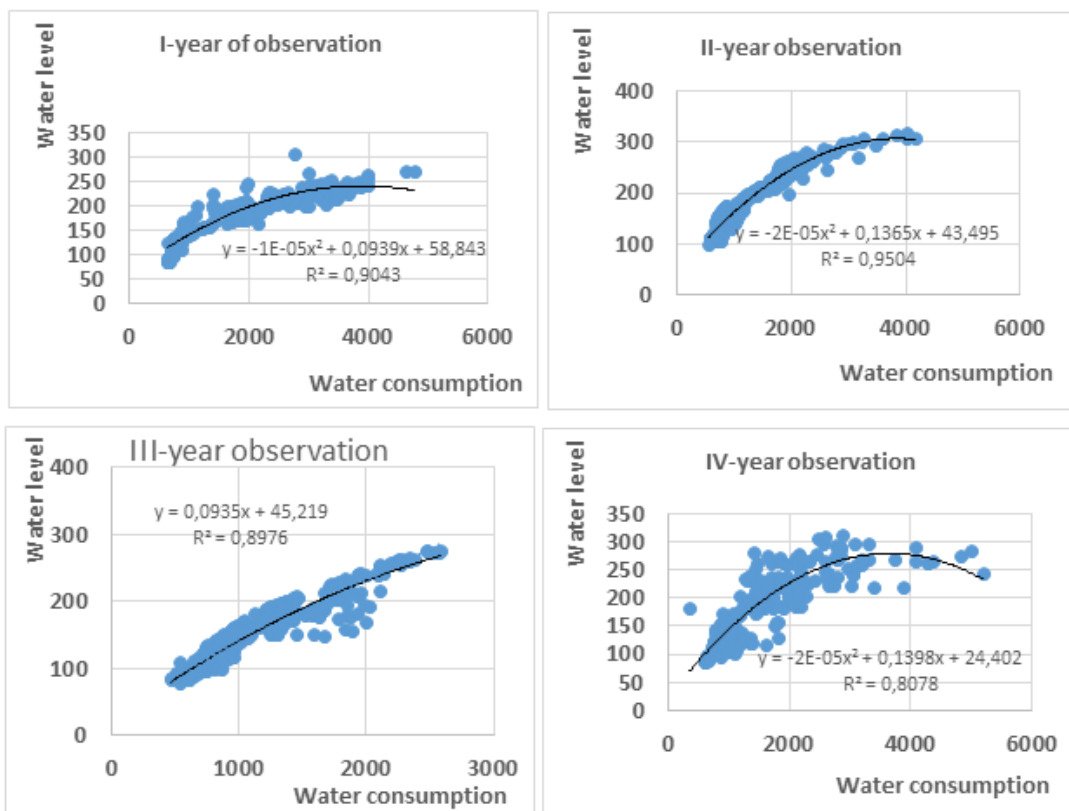 I-year of observation
Water level
350
300
250
200
150
100
50
0
y = -1E-05x² + 0,0939x + 58,843
R² = 0,9043
0 2000 4000 6000
Water consumption
II-year observation
Water level
400
300
200
100
0
y = -2E-05x² + 0,1365x + 43,495
R² = 0,9504
0 2000 4000 6000
Water consumption
III-year observation
Water level
400
300
200
100
0
y = 0,0935x + 45,219
R² = 0,8976
0 1000 2000 3000
Water consumption
IV-year observation
Water level
350
300
250
200
150
100
50
0
y = -2E-05x² + 0,1398x + 24,402
R² = 0,8078
0 2000 4000 6000
Water consumption